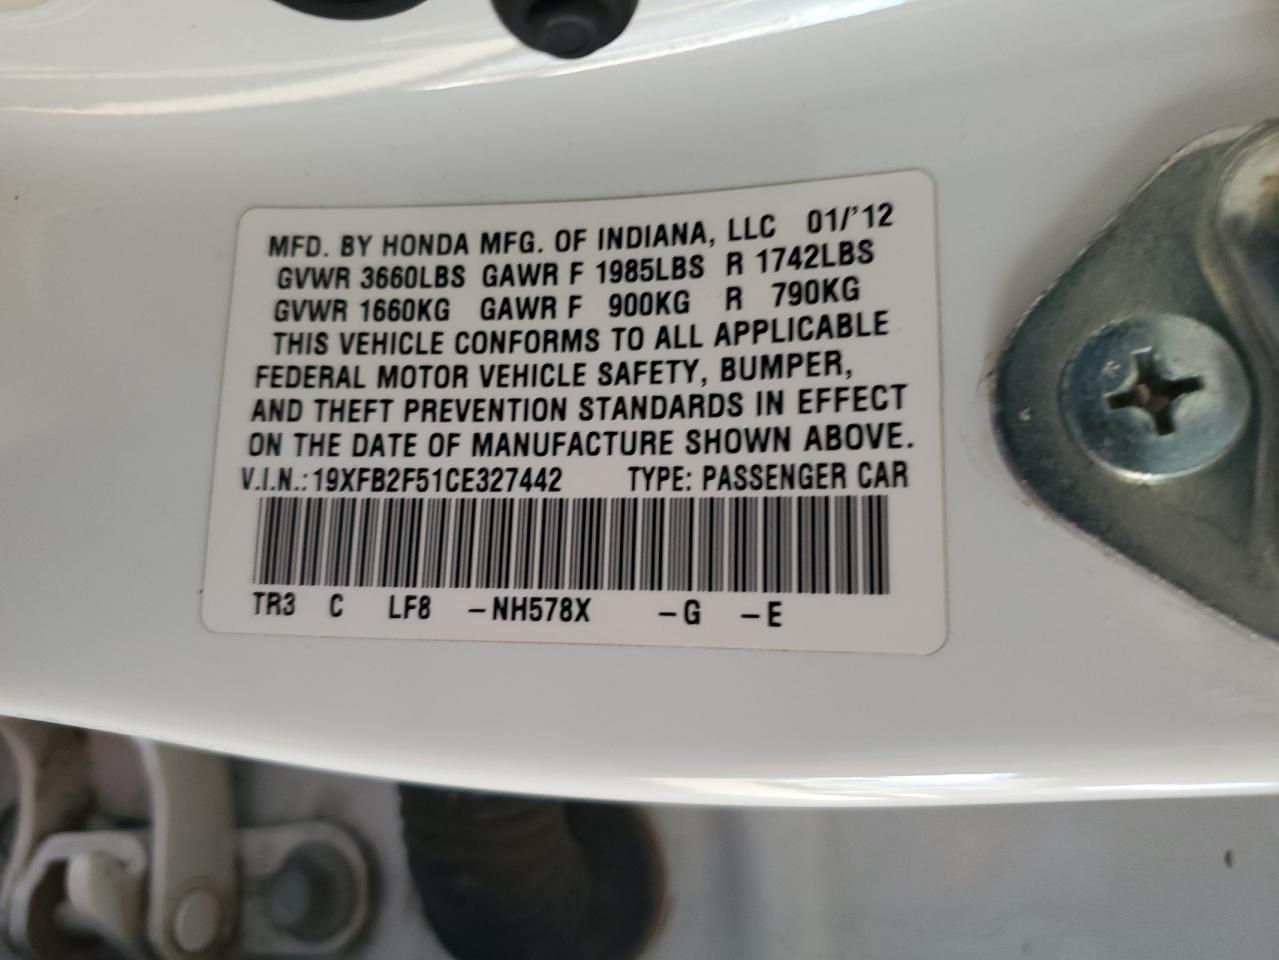 MFD. BY HONDA MFG. OF INDIANA, LLC 01/'12
GVWR 3660LBS GAWR F 1985LBS R 1742LBS
GVWR 1660KG GAWR F 900KG R 790KG
THIS VEHICLE CONFORMS TO ALL APPLICABLE
FEDERAL MOTOR VEHICLE SAFETY, BUMPER,
AND THEFT PREVENTION STANDARDS IN EFFECT
ON THE DATE OF MANUFACTURE SHOWN ABOVE.
V.I.N.: 19XFB2F51CE327442 TYPE: PASSENGER CAR
TR3 C LF8 -NH578X -G -E